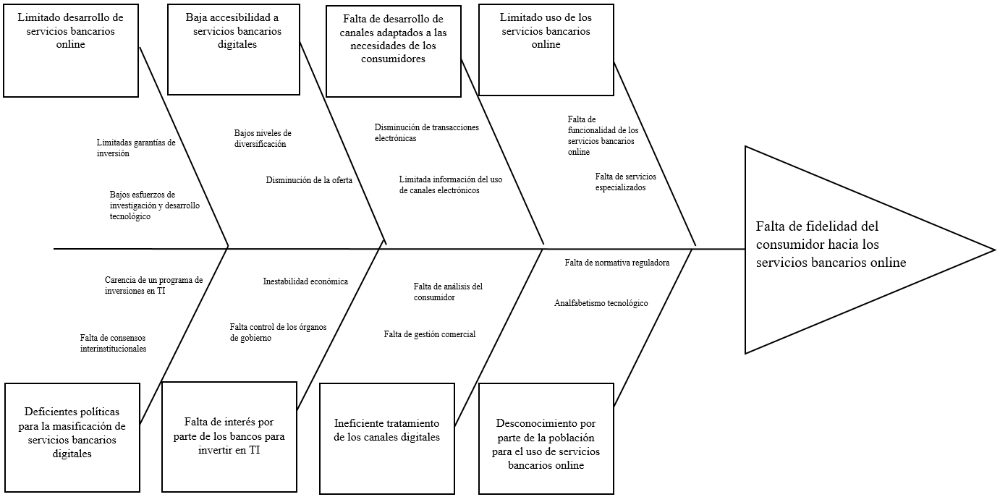 Limitado desarrollo de
servicios bancarios
online
Baja accesibilidad a
servicios bancarios
digitales
Falta de desarrollo de
canales adaptados a las
necesidades de los
consumidores
Limitado uso de los
servicios bancarios
online
Limitadas garantías de
inversión
Bajos esfuerzos de
investigación y desarrollo
tecnológico
Bajos niveles de
diversificación
Disminución de la oferta
Disminución de transacciones
electrónicas
Limitada información del uso
de canales electrónicos
Falta de
funcionalidad de los
servicios bancarios
online
Falta de servicios
especializados
Falta de fidelidad del
consumidor hacia los
servicios bancarios online
Carencia de un programa de
inversiones en TI
Falta de consensos
interinstitucionales
Inestabilidad económica
Falta control de los órganos
de gobierno
Falta de análisis del
consumidor
Falta de gestión comercial
Falta de normativa reguladora
Analfabetismo tecnológico
Deficientes políticas
para la masificación de
servicios bancarios
digitales
Falta de interés por
parte de los bancos para
invertir en TI
Ineficiente tratamiento
de los canales digitales
Desconocimiento por
parte de la población
para el uso de servicios
bancarios online